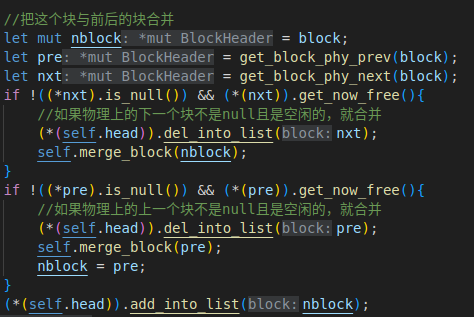 //把这个块与前后的块合并
let mut nblock: *mut BlockHeader = block;
let pre: *mut BlockHeader = get_block_phy_prev(block);
let nxt: *mut BlockHeader = get_block_phy_next(block);
if !((*nxt).is_null()) && (*(nxt)).get_now_free(){
//如果物理上的下一个块不是null且是空闲的，就合并
(*(self.head)).del_into_list(block: nxt);
self.merge_block(nblock);
}
if !((*pre).is_null()) && (*(pre)).get_now_free(){
//如果物理上的上一个块不是null且是空闲的，就合并
(*(self.head)).del_into_list(block: pre);
self.merge_block(pre);
nblock = pre;
}
(*(self.head)).add_into_list(block: nblock);